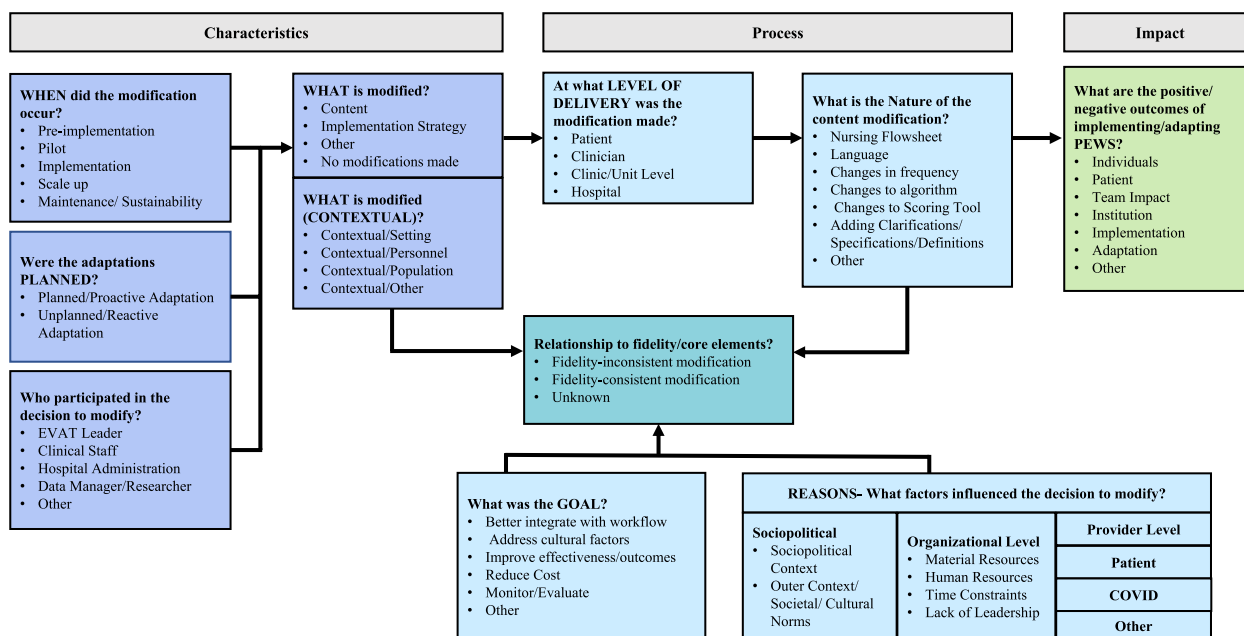 Characteristics
Process
Impact
WHEN did the modification
occur?
• Pre-implementation
• Pilot
• Implementation
• Scale up
• Maintenance/ Sustainability
Were the adaptations
PLANNED?
• Planned/Proactive Adaptation
• Unplanned/Reactive
Adaptation
Who participated in the
decision to modify?
• EVAT Leader
• Clinical Staff
• Hospital Administration
• Data Manager/Researcher
• Other
WHAT is modified?
• Content
• Implementation Strategy
• Other
• No modifications made
WHAT is modified
(CONTEXTUAL)?
• Contextual/Setting
• Contextual/Personnel
• Contextual/Population
• Contextual/Other
At what LEVEL OF
DELIVERY was the
modification made?
• Patient
• Clinician
• Clinic/Unit Level
• Hospital
What is the Nature of the
content modification?
• Nursing Flowsheet
• Language
• Changes in frequency
• Changes to algorithm
• Changes to Scoring Tool
• Adding Clarifications/
Specifications/Definitions
• Other
What are the positive/
negative outcomes of
implementing/adapting
PEWS?
• Individuals
• Patient
• Team Impact
• Institution
• Implementation
• Adaptation
• Other
Relationship to fidelity/core elements?
• Fidelity-inconsistent modification
• Fidelity-consistent modification
• Unknown
What was the GOAL?
• Better integrate with workflow
• Address cultural factors
• Improve effectiveness/outcomes
• Reduce Cost
• Monitor/Evaluate
• Other
REASONS- What factors influenced the decision to modify?
Sociopolitical
• Sociopolitical
Context
• Outer Context/
Societal/ Cultural
Norms
Organizational Level
• Material Resources
• Human Resources
• Time Constraints
• Lack of Leadership
Provider Level
Patient
COVID
Other